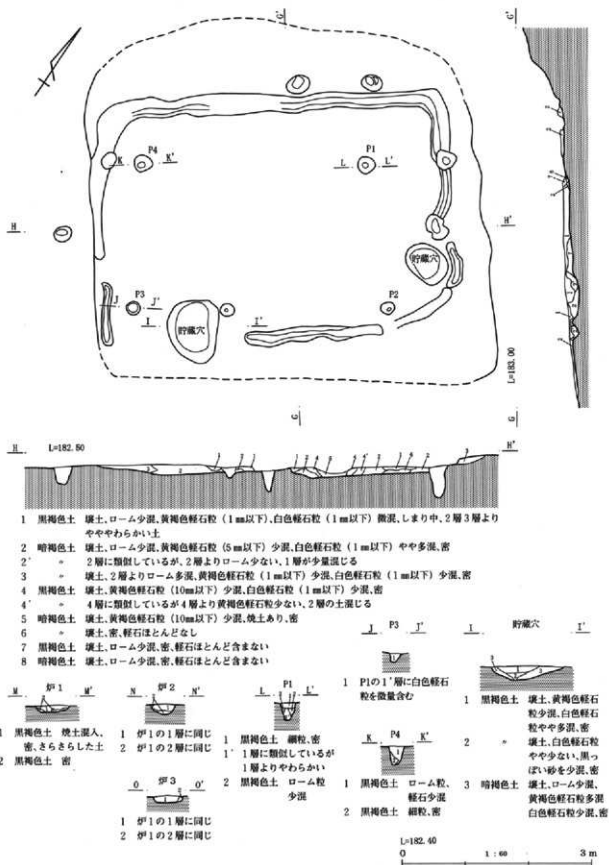 G'
G'
P4
P1
K
K'
L
L'
H
H'
貯蔵穴
J
P3
J'
P2
I
貯蔵穴
I'
L=183.00
G
G
H
L=182.50
H'
1 黒褐色土 壌土、ローム少混、黄褐色軽石粒(1㎜以下)、白色軽石粒(1㎜以下)微混、しまり中、2層3層より
やややわらかい土
2 暗褐色土 壌土、ローム少混、黄褐色軽石粒(5㎜以下)少混、白色軽石粒(1㎜以下)やや多混、密
2' 〃 2層に類似しているが、2層よりローム少ない、1層が少量混じる
3 〃 壌土、2層よりローム多混、黄褐色軽石粒(1㎜以下)少混、白色軽石粒(1㎜以下)少混、密
4 黒褐色土 壌土、黄褐色軽石粒(10㎜以下)少混、白色軽石粒(1㎜以下)少混、密
4' 〃 4層に類似しているが4層より黄褐色軽石粒少ない、2層の土混じる
5 暗褐色土 壌土、黄褐色軽石粒(10㎜以下)少混、焼土あり、密
6 〃 壌土、密、軽石ほとんどなし
7 黒褐色土 壌土、ローム少混、密、軽石ほとんど含まない
8 暗褐色土 壌土、ローム少混、密、軽石ほとんど含まない
M 炉1 M'
1 黒褐色土 焼土混入、
密、さらさらした土
2 黒褐色土 密
N 炉2 N'
1 炉1の1層に同じ
2 炉1の2層に同じ
O 炉3 O'
1 炉1の1層に同じ
2 炉1の2層に同じ
L P1 L'
1 黒褐色土 細粒、密
1' 1層に類似しているが
1層よりやわらかい
2 黒褐色土 ローム粒
少混
J P3 J'
1 P1の1'層に白色軽石
粒を微量含む
K P4 K'
1 黒褐色土 ローム粒、
軽石少混
2 黒褐色土 細粒、密
I 貯蔵穴 I'
1 黒褐色土 壌土、黄褐色軽石
粒少混、白色軽石
粒やや多混、密
2 〃 壌土、白色軽石粒
やや少ない、黒っ
ぽい砂を少混、密
3 暗褐色土 壌土、ローム少混、
黄褐色軽石粒多混
白色軽石粒少混、密
L=182.40
0 1:60 3m